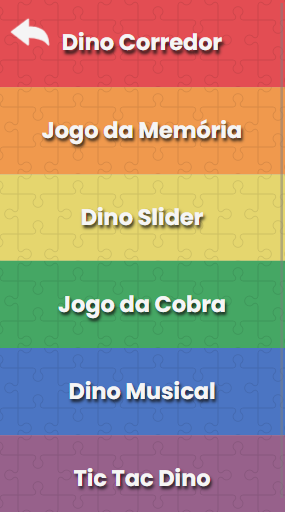 Dino Corredor
Jogo da Memória
Dino Slider
Jogo da Cobra
Dino Musical
Tic Tac Dino